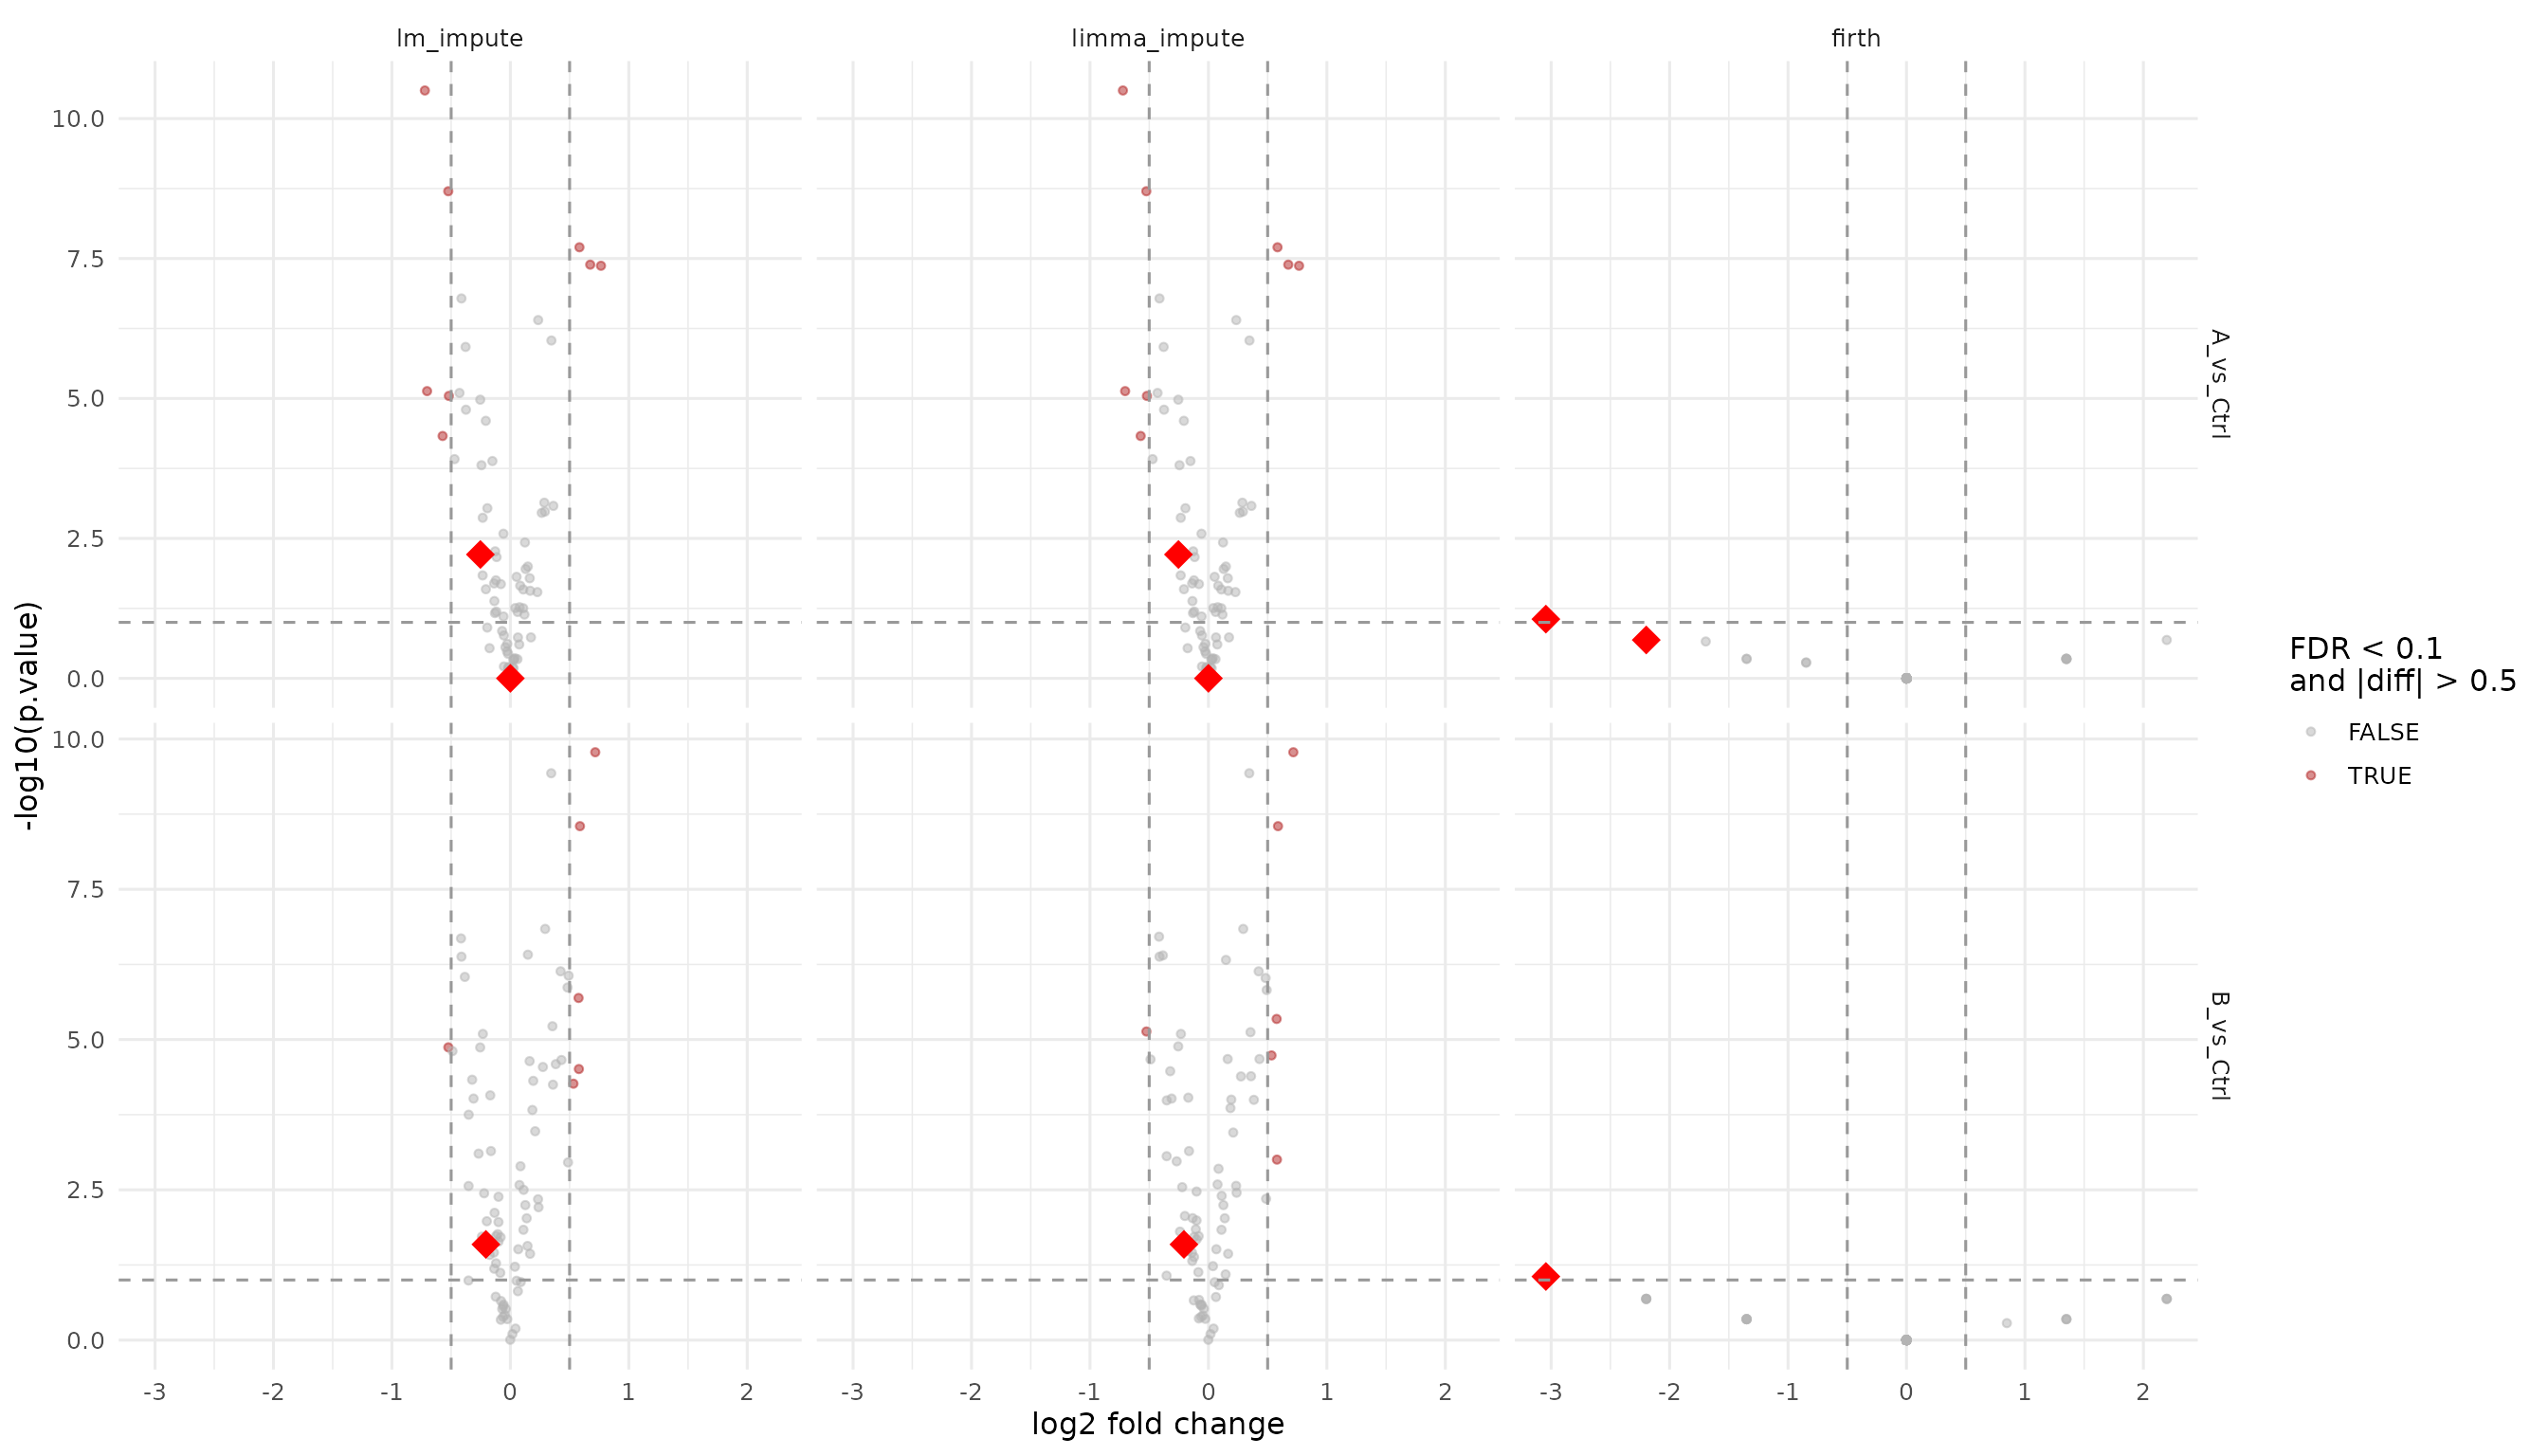 lm_impute
limma_impute
firth
10.0
7.5
5.0
2.5
0.0
A_vs_Ctrl
10.0
7.5
5.0
2.5
0.0
B_vs_Ctrl
-log10(p.value)
-3 -2 -1 0 1 2
-3 -2 -1 0 1 2
-3 -2 -1 0 1 2
log2 fold change
FDR < 0.1
and |diff| > 0.5
FALSE
TRUE